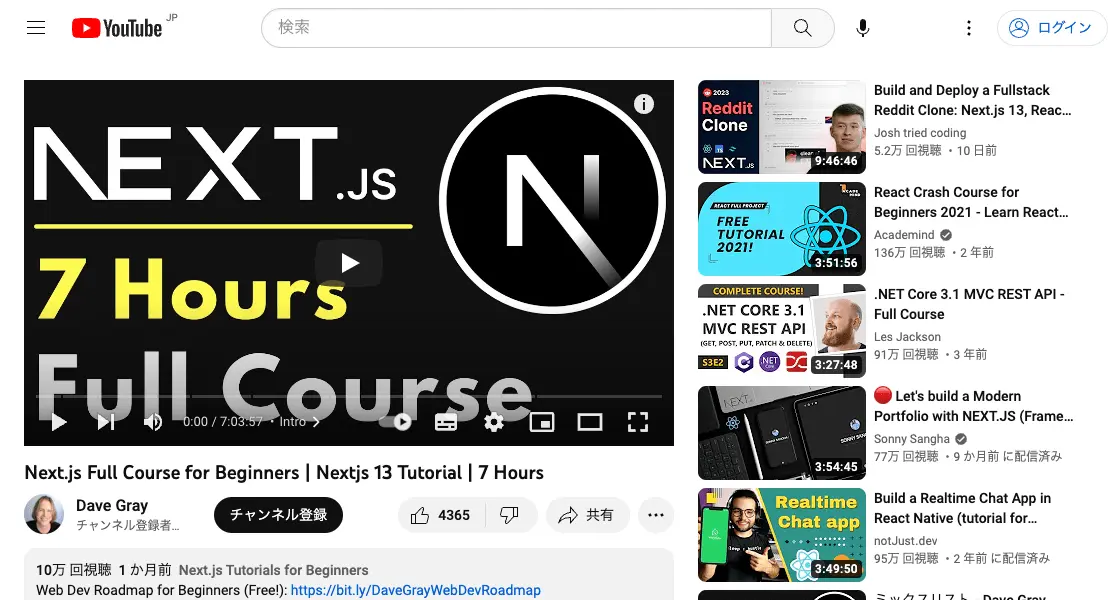 YouTube JP
検索
ログイン
NEXT.JS
7 Hours
Full Course
0:00 / 7:03:57 ・ Intro
Next.js Full Course for Beginners | Nextjs 13 Tutorial | 7 Hours
Dave Gray
チャンネル登録者…
チャンネル登録
4365
共有
10万 回視聴 1 か月前 Next.js Tutorials for Beginners
Web Dev Roadmap for Beginners (Free!): https://bit.ly/DaveGrayWebDevRoadmap
2023
Reddit
Clone
NEXT.JS
9:46:46
Build and Deploy a Fullstack
Reddit Clone: Next.js 13, Reac…
Josh tried coding
5.2万 回視聴 ・10 日前
REACT FULL PROJECT
FREE
TUTORIAL
2021!
3:51:56
React Crash Course for
Beginners 2021 - Learn React…
Academind
136万 回視聴 ・2 年前
COMPLETE COURSE!
.NET CORE 3.1
MVC REST API
(GET, POST, PUT, PATCH & DELETE)
S3E2
3:27:48
.NET Core 3.1 MVC REST API -
Full Course
Les Jackson
91万 回視聴 ・3 年前
NEXT.JS
3:54:45
Let's build a Modern
Portfolio with NEXT.JS (Frame…
Sonny Sangha
77万 回視聴 ・9 か月前 に配信済み
Realtime
Chat app
3:49:50
Build a Realtime Chat App in
React Native (tutorial for…
notJust.dev
95万 回視聴 ・2 年前 に配信済み